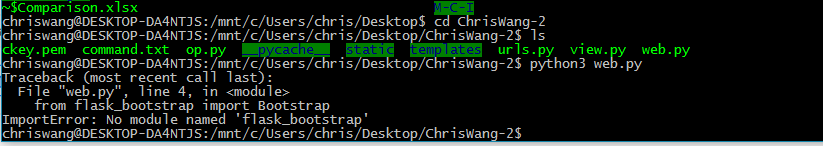 ~$Comparison.xlsx M-C-I
chriswang@DESKTOP-DA4NTJS:/mnt/c/Users/chris/Desktop$ cd ChrisWang-2
chriswang@DESKTOP-DA4NTJS:/mnt/c/Users/chris/Desktop/ChrisWang-2$ ls
ckey.pem command.txt op.py __pycache__ static templates urls.py view.py web.py
chriswang@DESKTOP-DA4NTJS:/mnt/c/Users/chris/Desktop/ChrisWang-2$ python3 web.py
Traceback (most recent call last):
File "web.py", line 4, in <module>
from flask_bootstrap import Bootstrap
ImportError: No module named 'flask_bootstrap'
chriswang@DESKTOP-DA4NTJS:/mnt/c/Users/chris/Desktop/ChrisWang-2$